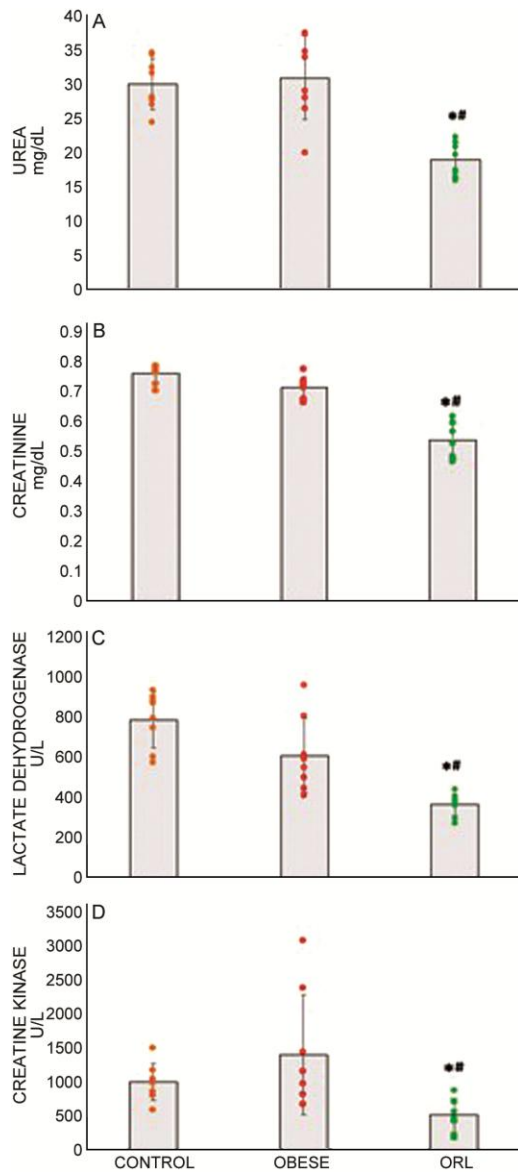 A
UREA
mg/dL
40
35
30
25
20
15
10
5
0
*#
B
CREATININE
mg/dL
0.9
0.8
0.7
0.6
0.5
0.4
0.3
0.2
0.1
0
*#
C
LACTATE DEHYDROGENASE
U/L
1200
1000
800
600
400
200
0
*#
D
CREATINE KINASE
U/L
3500
3000
2500
2000
1500
1000
500
0
*#
CONTROL OBESE ORL